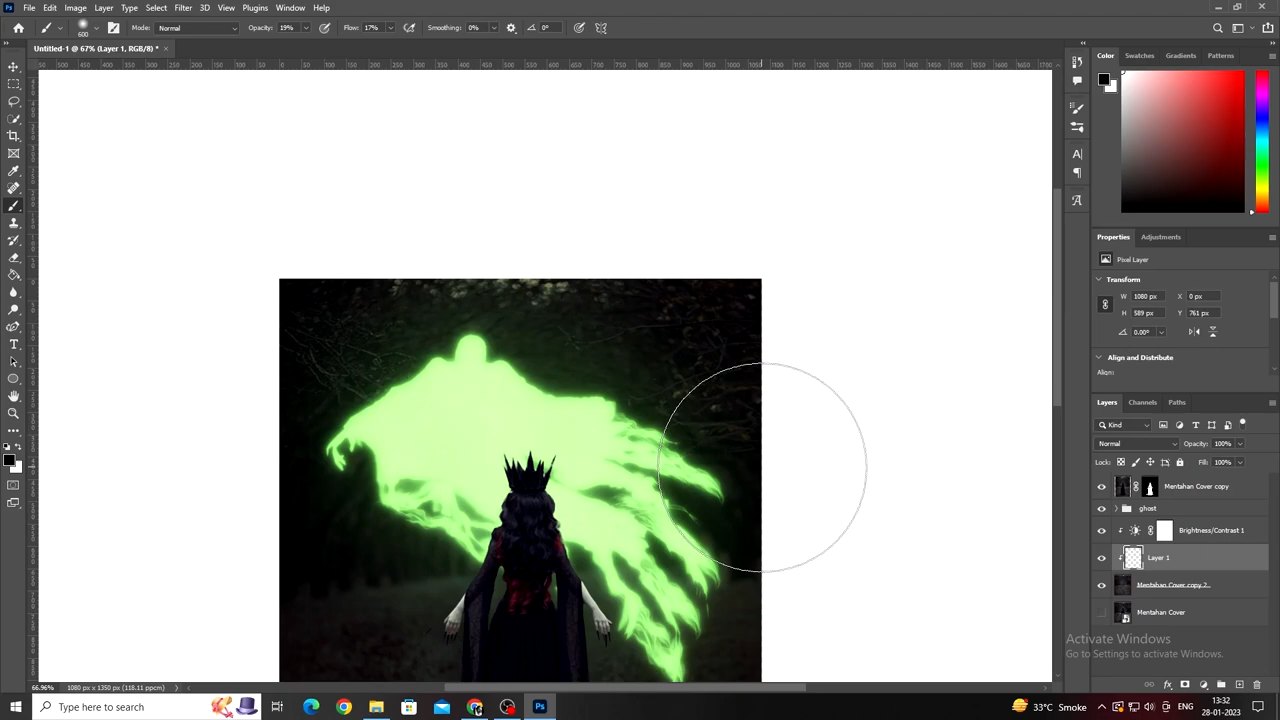 File Edit Image Layer Type Select Filter 3D View Plugins Window Help
600 Mode: Normal Opacity: 19% Flow: 17% Smoothing: 0% 0°
Untitled-1 @ 67% (Layer 1, RGB/8) *
Color Swatches Gradients Patterns
Properties Adjustments
Pixel Layer
Transform
W 1080 px X 0 px
H 589 px Y 761 px
0.00°
Align and Distribute
Align:
Layers Channels Paths
Kind
Normal Opacity: 100%
Lock: Fill: 100%
Mentahan Cover copy
ghost
Brightness/Contrast 1
Layer 1
Mentahan Cover copy 2
Mentahan Cover
Activate Windows
Go to Settings to activate Windows.
66.96% 1080 px x 1350 px (118.11 ppcm)
Type here to search
33°C Smoke
ENG
13:32
28-01-2023